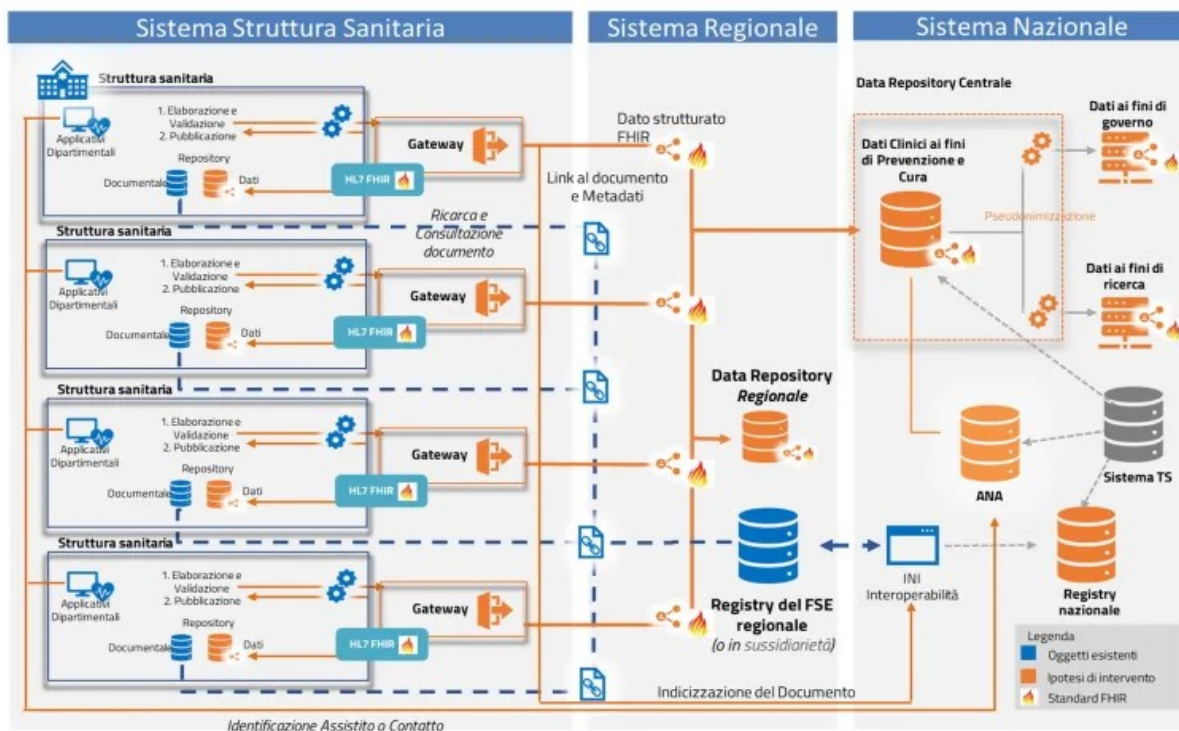 Sistema Struttura Sanitaria
Sistema Regionale
Sistema Nazionale
Struttura sanitaria
Applicativi
Dipartimentali
1. Elaborazione e
Validazione
2. Pubblicazione
Repository
Documentale
Dati
HL7 FHIR
Gateway
Ricarca e
Consultazione
documento
Struttura sanitaria
Applicativi
Dipartimentali
1. Elaborazione e
Validazione
2. Pubblicazione
Repository
Documentale
Dati
HL7 FHIR
Gateway
Struttura sanitaria
Applicativi
Dipartimentali
1. Elaborazione e
Validazione
2. Pubblicazione
Repository
Documentale
Dati
HL7 FHIR
Gateway
Struttura sanitaria
Applicativi
Dipartimentali
1. Elaborazione e
Validazione
2. Pubblicazione
Repository
Documentale
Dati
HL7 FHIR
Gateway
Identificazione Assistito o Contatto
Dato strutturato
FHIR
Link al documento
e Metadati
Data Repository
Regionale
Registry del FSE
regionale
(o in sussidiarietà)
Indicizzazione del Documento
Data Repository Centrale
Dati Clinici ai fini
di Prevenzione e
Cura
Pseudonimizzazione
Dati ai fini di
governo
Dati ai fini di
ricerca
ANA
Sistema TS
INI
Interoperabilità
Registry
nazionale
Legenda
Oggetti esistenti
Ipotesi di intervento
Standard FHIR